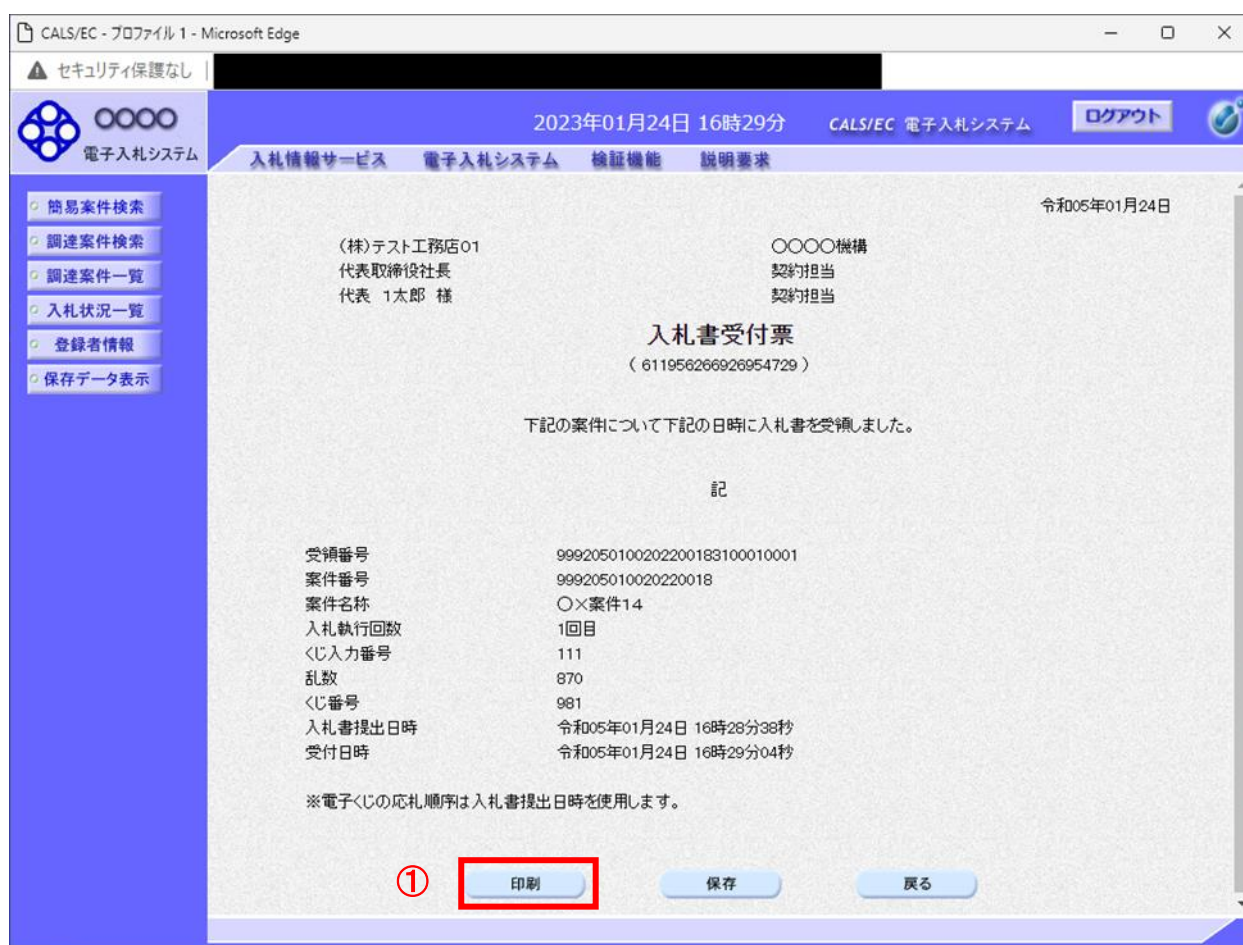 CALS/EC - プロファイル 1 - Microsoft Edge
セキュリティ保護なし
〇〇〇〇
電子入札システム
2023年01月24日 16時29分
CALS/EC 電子入札システム
ログアウト
入札情報サービス 電子入札システム 検証機能 説明要求
簡易案件検索
調達案件検索
調達案件一覧
入札状況一覧
登録者情報
保存データ表示
令和05年01月24日
(株)テスト工務店01
代表取締役社長
代表 1太郎 様
〇〇〇〇機構
契約担当
契約担当
入札書受付票
( 611956266926954729 )
下記の案件について下記の日時に入札書を受領しました。
記
受領番号 9992050100202200183100010001
案件番号 999205010020220018
案件名称 〇×案件14
入札執行回数 1回目
くじ入力番号 111
乱数 870
くじ番号 981
入札書提出日時 令和05年01月24日 16時28分38秒
受付日時 令和05年01月24日 16時29分04秒
※電子くじの応札順序は入札書提出日時を使用します。
① 印刷 保存 戻る